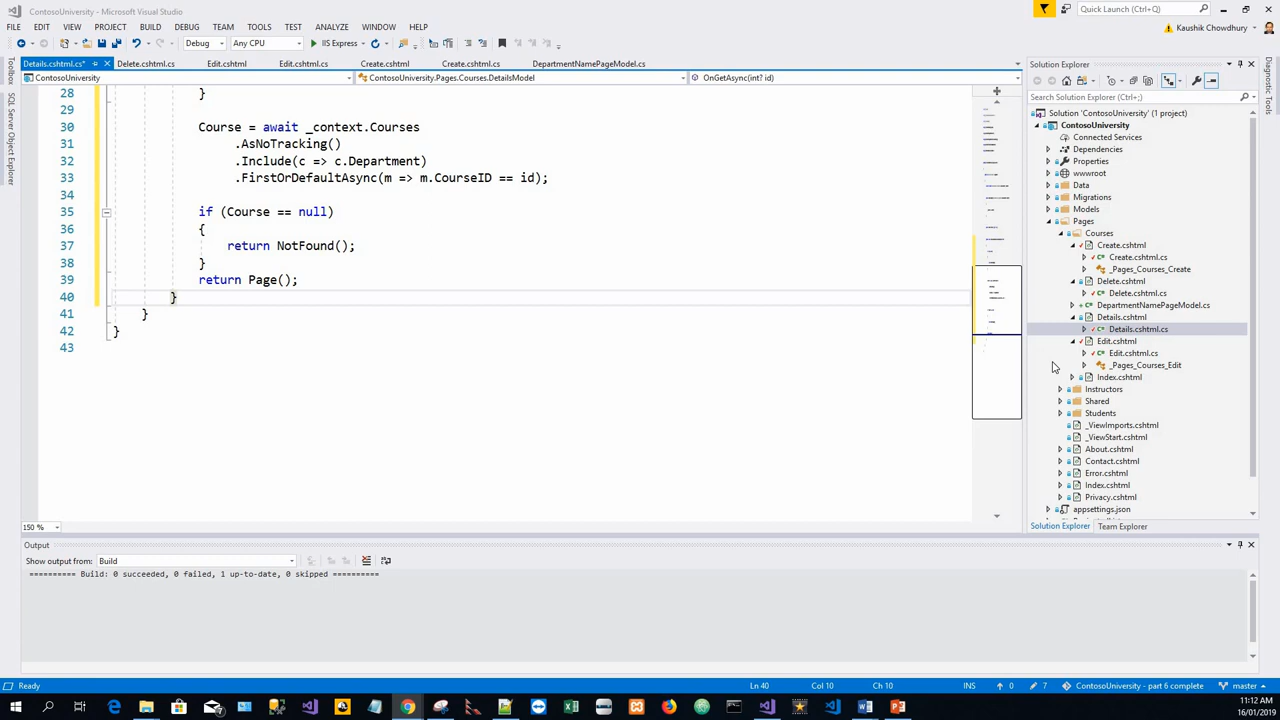 ContosoUniversity - Microsoft Visual Studio
Quick Launch (Ctrl+Q)
FILE EDIT VIEW PROJECT BUILD DEBUG TEAM TOOLS TEST ANALYZE WINDOW HELP
Kaushik Chowdhury
Debug Any CPU IIS Express
Details.cshtml.cs* Delete.cshtml.cs Edit.cshtml Edit.cshtml.cs Create.cshtml Create.cshtml.cs DepartmentNamePageModel.cs
ContosoUniversity ContosoUniversity.Pages.Courses.DetailsModel OnGetAsync(int? id)
Toolbox
SQL Server Object Explorer
28 }
29
30 Course = await _context.Courses
31 .AsNoTracking()
32 .Include(c => c.Department)
33 .FirstOrDefaultAsync(m => m.CourseID == id);
34
35 if (Course == null)
36 {
37 return NotFound();
38 }
39 return Page();
40 }
41 }
42 }
43
150 %
Solution Explorer
Search Solution Explorer (Ctrl+;)
Solution 'ContosoUniversity' (1 project)
ContosoUniversity
Connected Services
Dependencies
Properties
wwwroot
Data
Migrations
Models
Pages
Courses
Create.cshtml
Create.cshtml.cs
_Pages_Courses_Create
Delete.cshtml
Delete.cshtml.cs
DepartmentNamePageModel.cs
Details.cshtml
Details.cshtml.cs
Edit.cshtml
Edit.cshtml.cs
_Pages_Courses_Edit
Index.cshtml
Instructors
Shared
Students
_ViewImports.cshtml
_ViewStart.cshtml
About.cshtml
Contact.cshtml
Error.cshtml
Index.cshtml
Privacy.cshtml
appsettings.json
Solution Explorer Team Explorer
Diagnostic Tools
Output
Show output from: Build
========== Build: 0 succeeded, 0 failed, 1 up-to-date, 0 skipped ==========
Ready Ln 40 Col 10 Ch 10 INS 0 7 ContosoUniversity - part 6 complete master
11:12 AM
16/01/2019